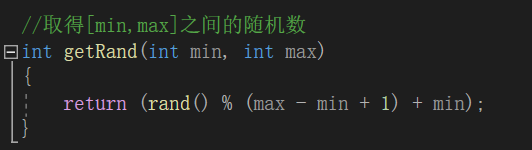 //取得[min,max]之间的随机数
int getRand(int min, int max)
{
return (rand() % (max - min + 1) + min);
}